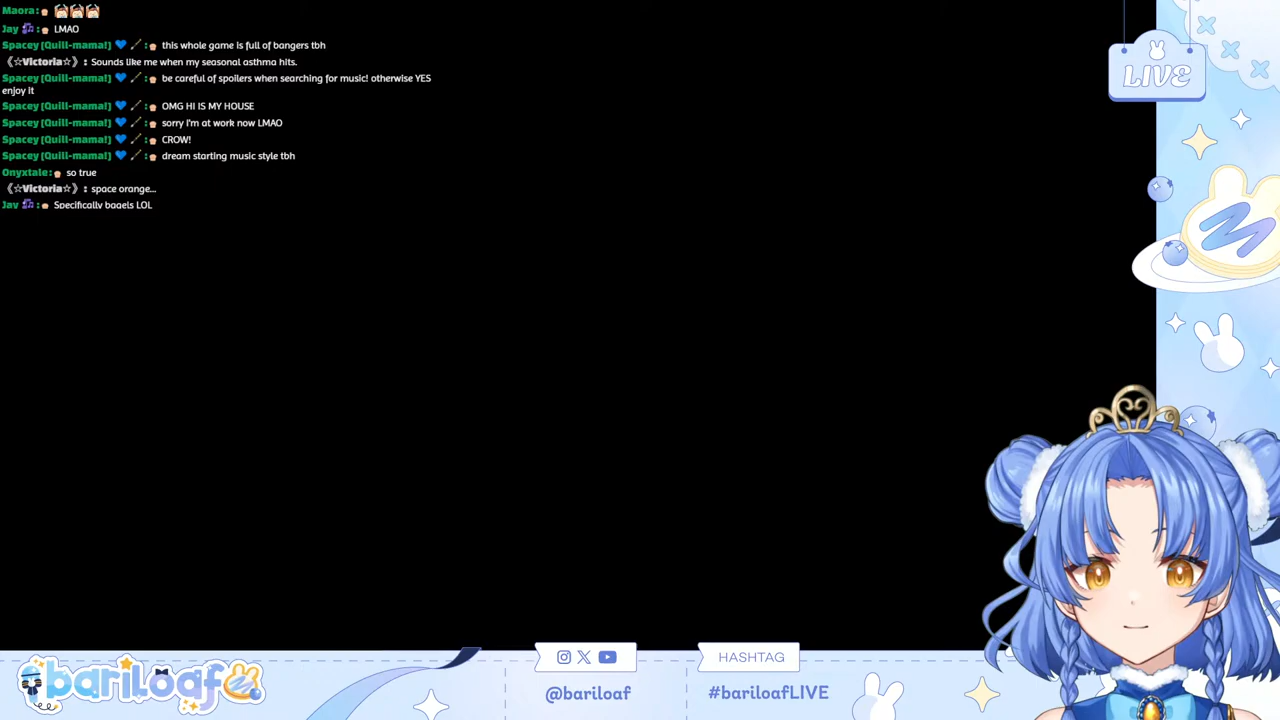 Maora:
Jay: LMAO
Spacey [Quill-mama!]: this whole game is full of bangers tbh
《☆Victoria☆》: Sounds like me when my seasonal asthma hits.
Spacey [Quill-mama!]: be careful of spoilers when searching for music! otherwise YES
enjoy it
Spacey [Quill-mama!]: OMG HI IS MY HOUSE
Spacey [Quill-mama!]: sorry I'm at work now LMAO
Spacey [Quill-mama!]: CROW!
Spacey [Quill-mama!]: dream starting music style tbh
Onyxtale: so true
《☆Victoria☆》: space orange...
Jay: Specifically bagels LOL
LIVE
bariloaf
@bariloaf
HASHTAG
#bariloafLIVE